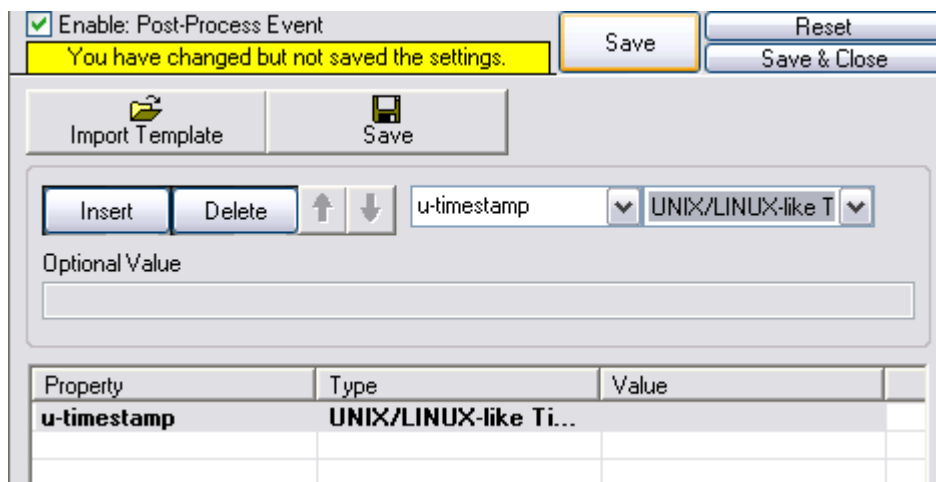 Enable: Post-Process Event
You have changed but not saved the settings.
Save
Reset
Save & Close
Import Template
Save
Insert
Delete
u-timestamp
UNIX/LINUX-like T
Optional Value
Property Type Value
u-timestamp UNIX/LINUX-like Ti...